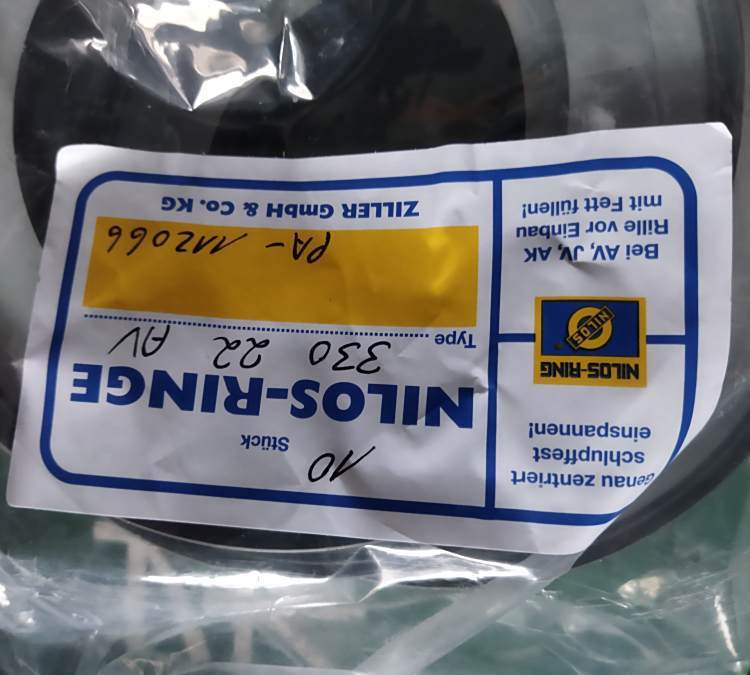 Genau zentriert
schlupffest
einspannen!
NILOS-RING
NILOS
Bei AV, JV, AK
Rille vor Einbau
mit Fett füllen!
10 Stück
NILOS-RINGE
Type 330 22 AV
PA - 112066
ZILLER GmbH & Co. KG